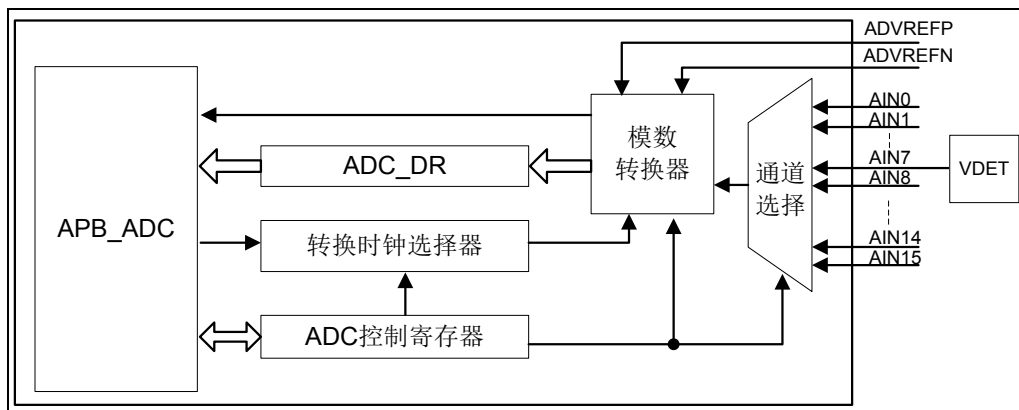 ADVREFP
ADVREFN
AIN0
AIN1
模数
转换器
ADC_DR
AIN7
VDET
通道
选择
AIN8
APB_ADC
转换时钟选择器
AIN14
AIN15
ADC控制寄存器